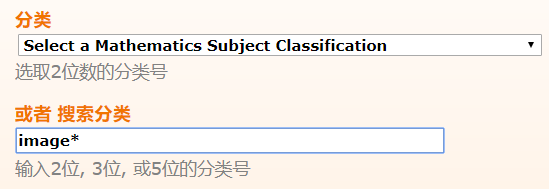 分类
Select a Mathematics Subject Classification
选取2位数的分类号
或者 搜索分类
image*
输入2位, 3位, 或5位的分类号